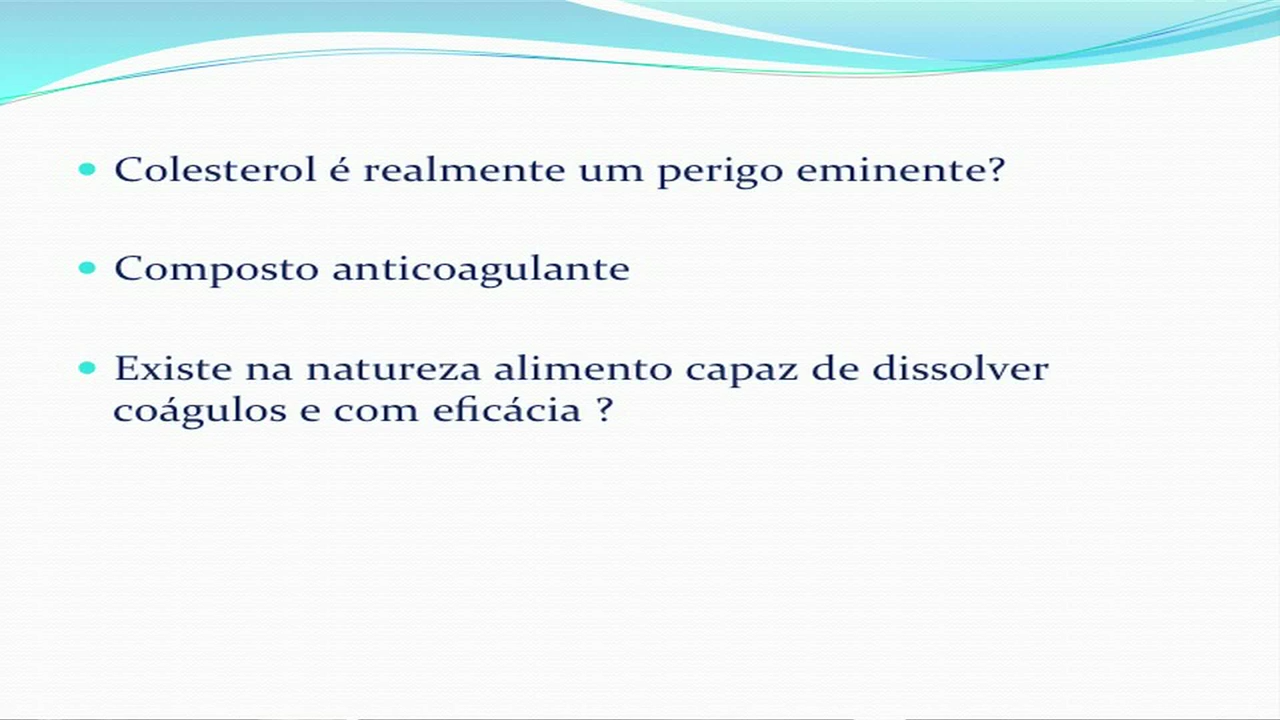 • Colesterol é realmente um perigo eminente?
• Composto anticoagulante
• Existe na natureza alimento capaz de dissolver
coágulos e com eficácia ?